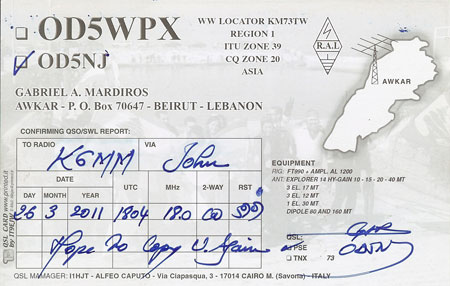 OD5WPX
OD5NJ
WW LOCATOR KM73TW
REGION 1
ITU ZONE 39
CQ ZONE 20
ASIA
R.A.L
AWKAR
GABRIEL A. MARDIROS
AWKAR - P. O. Box 70647 - BEIRUT - LEBANON
CONFIRMING QSO/SWL REPORT:
TO RADIO K6MM VIA John
DATE
DAY MONTH YEAR UTC MHz 2-WAY RST
26 3 2011 1804 18.0 CW 599
Hope to Copy U Again
EQUIPMENT
RIG: FT890 + AMPL. AL 1200
ANT: EXPLORER 14 HY-GAIN 10 - 15 - 20 - 40 MT
3 EL. 17 MT
3 EL. 12 MT
3 EL. 30 MT
DIPOLE 80 AND 160 MT
QSL:
PSE OD5NJ
TNX 73
QSL MANAGER: I1HJT - ALFEO CAPUTO - Via Clapasqua, 3 - 17014 CAIRO M. (Savona) - ITALY